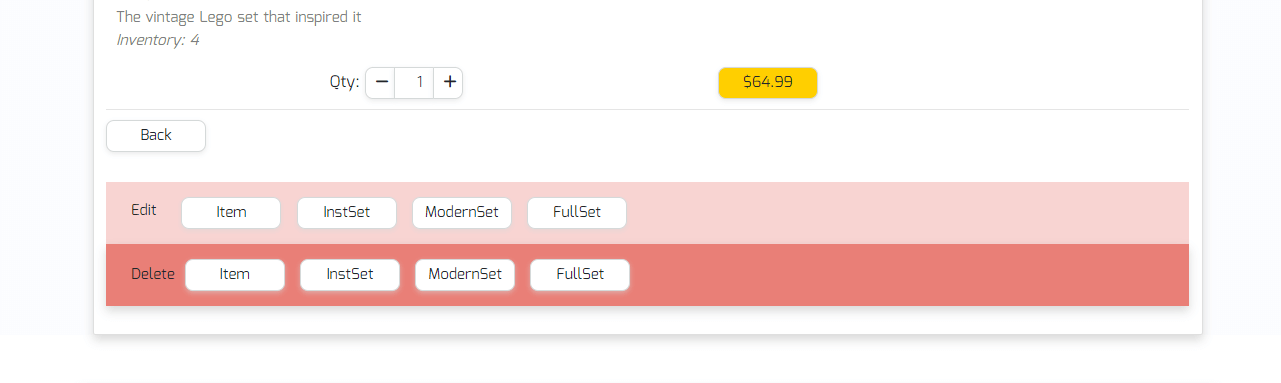 The vintage Lego set that inspired it
Inventory: 4
Qty: − 1 + $64.99
Back
Edit Item InstSet ModernSet FullSet
Delete Item InstSet ModernSet FullSet